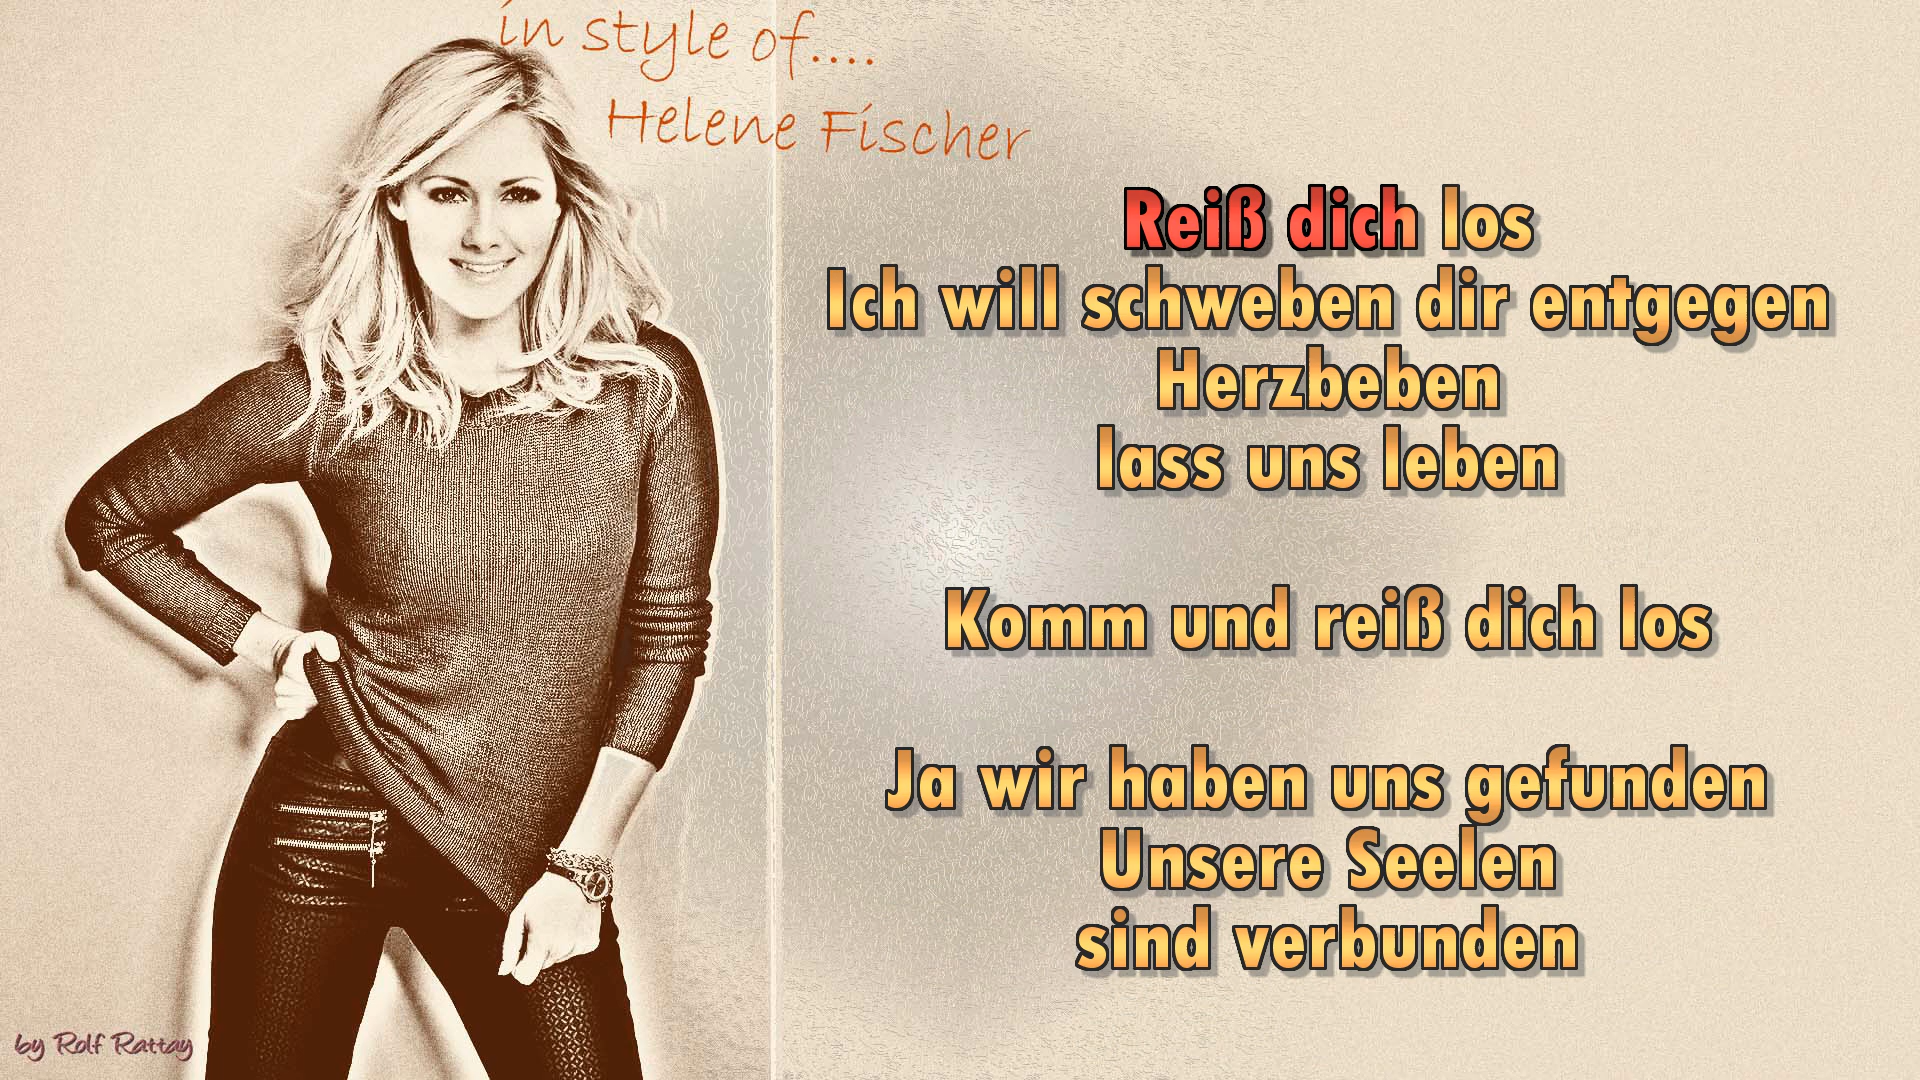 in style of....
Helene Fischer
Reiß dich los
Ich will schweben dir entgegen
Herzbeben
lass uns leben
Komm und reiß dich los
Ja wir haben uns gefunden
Unsere Seelen
sind verbunden
by Rolf Rattay